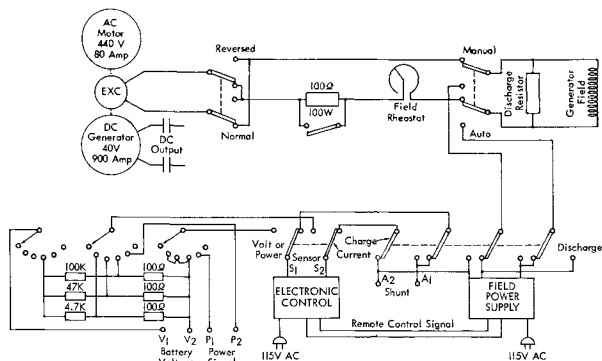 AC
Motor
440 V
80 Amp
EXC
DC
Generator
40V
900 Amp
DC
Output
Reversed
Normal
100Ω
100W
Field
Rheostat
Manual
Auto
Discharge
Resistor
Generator
Field
Volt or
Power
Sensor
S1 S2
Charge
Current
A2 A1
Shunt
Discharge
100K 100Ω
47K 100Ω
4.7K 100Ω
ELECTRONIC
CONTROL
FIELD
POWER
SUPPLY
Remote Control Signal
V1 V2 P1 P2
Battery Power
115V AC 115V AC